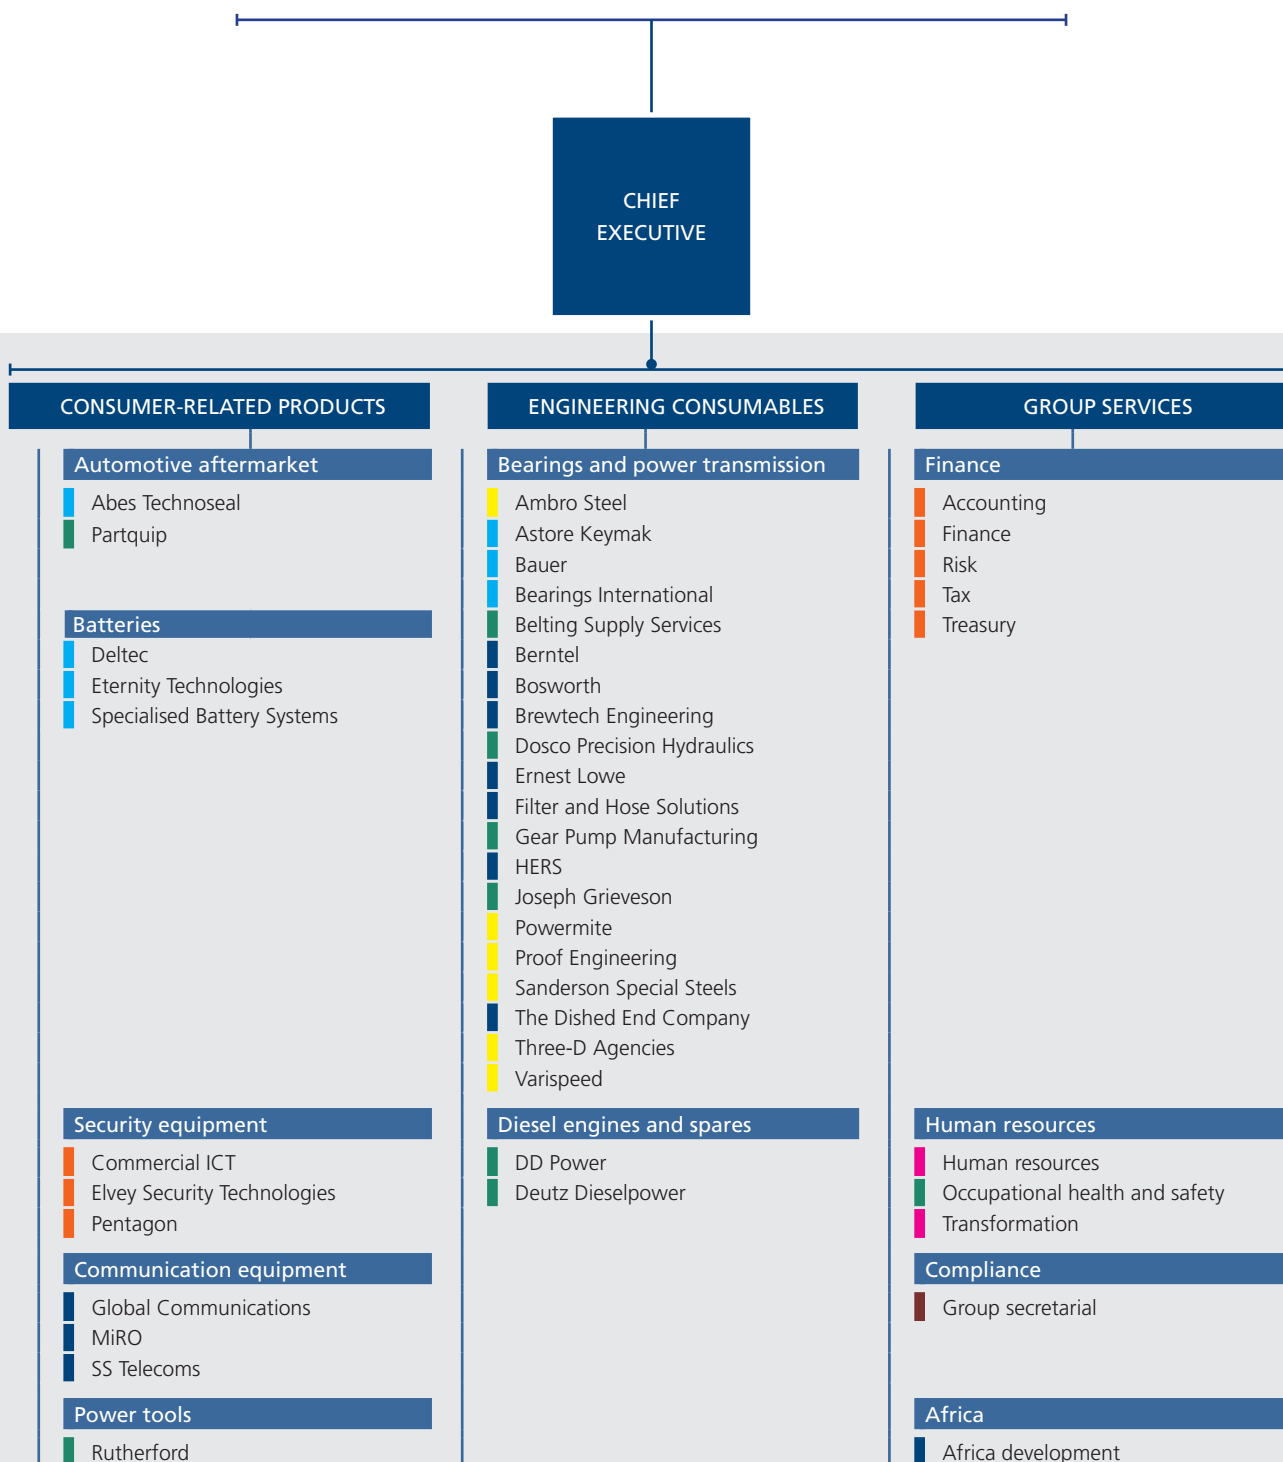 CHIEF
EXECUTIVE
CONSUMER-RELATED PRODUCTS
Automotive aftermarket
Abes Technoseal
Partquip
Batteries
Deltec
Eternity Technologies
Specialised Battery Systems
Security equipment
Commercial ICT
Elvey Security Technologies
Pentagon
Communication equipment
Global Communications
MiRO
SS Telecoms
Power tools
Rutherford
ENGINEERING CONSUMABLES
Bearings and power transmission
Ambro Steel
Astore Keymak
Bauer
Bearings International
Belting Supply Services
Berntel
Bosworth
Brewtech Engineering
Dosco Precision Hydraulics
Ernest Lowe
Filter and Hose Solutions
Gear Pump Manufacturing
HERS
Joseph Grieveson
Powermite
Proof Engineering
Sanderson Special Steels
The Dished End Company
Three-D Agencies
Varispeed
Diesel engines and spares
DD Power
Deutz Dieselpower
GROUP SERVICES
Finance
Accounting
Finance
Risk
Tax
Treasury
Human resources
Human resources
Occupational health and safety
Transformation
Compliance
Group secretarial
Africa
Africa development